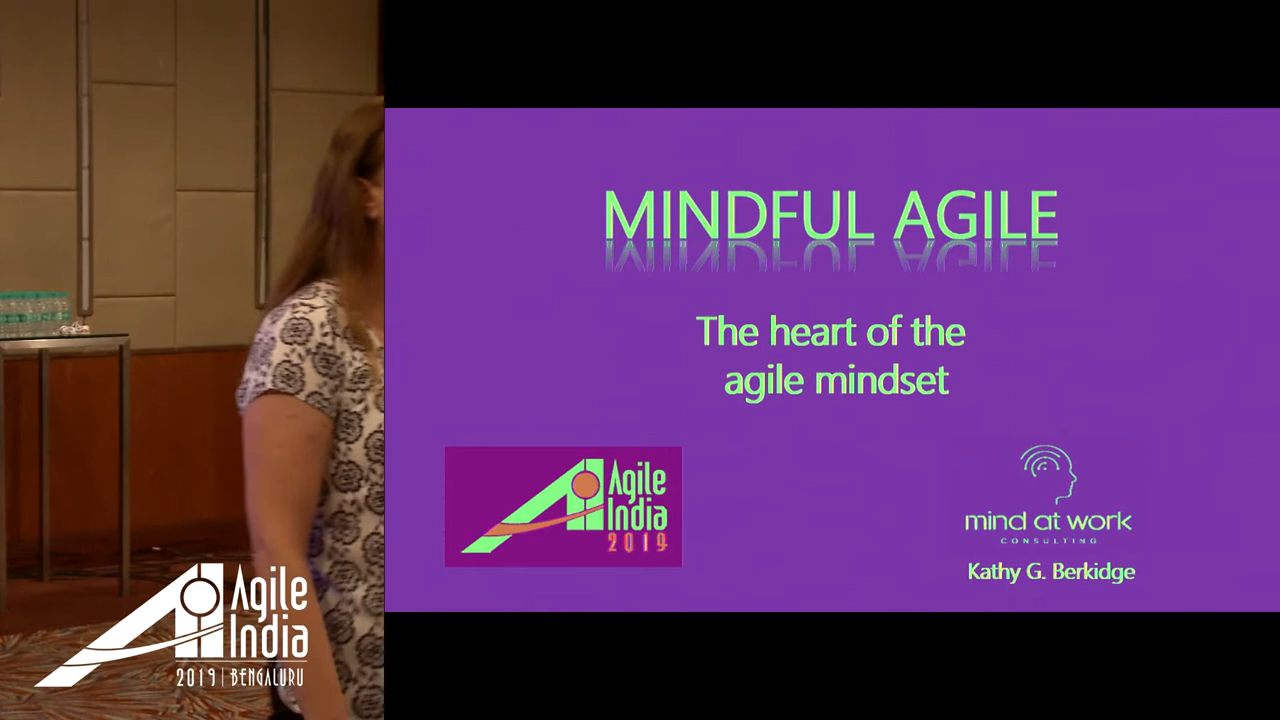 MINDFUL AGILE
The heart of the
agile mindset
Agile
India
2019
mind at work
CONSULTING
Kathy G. Berkidge
Agile
India
2019 | BENGALURU